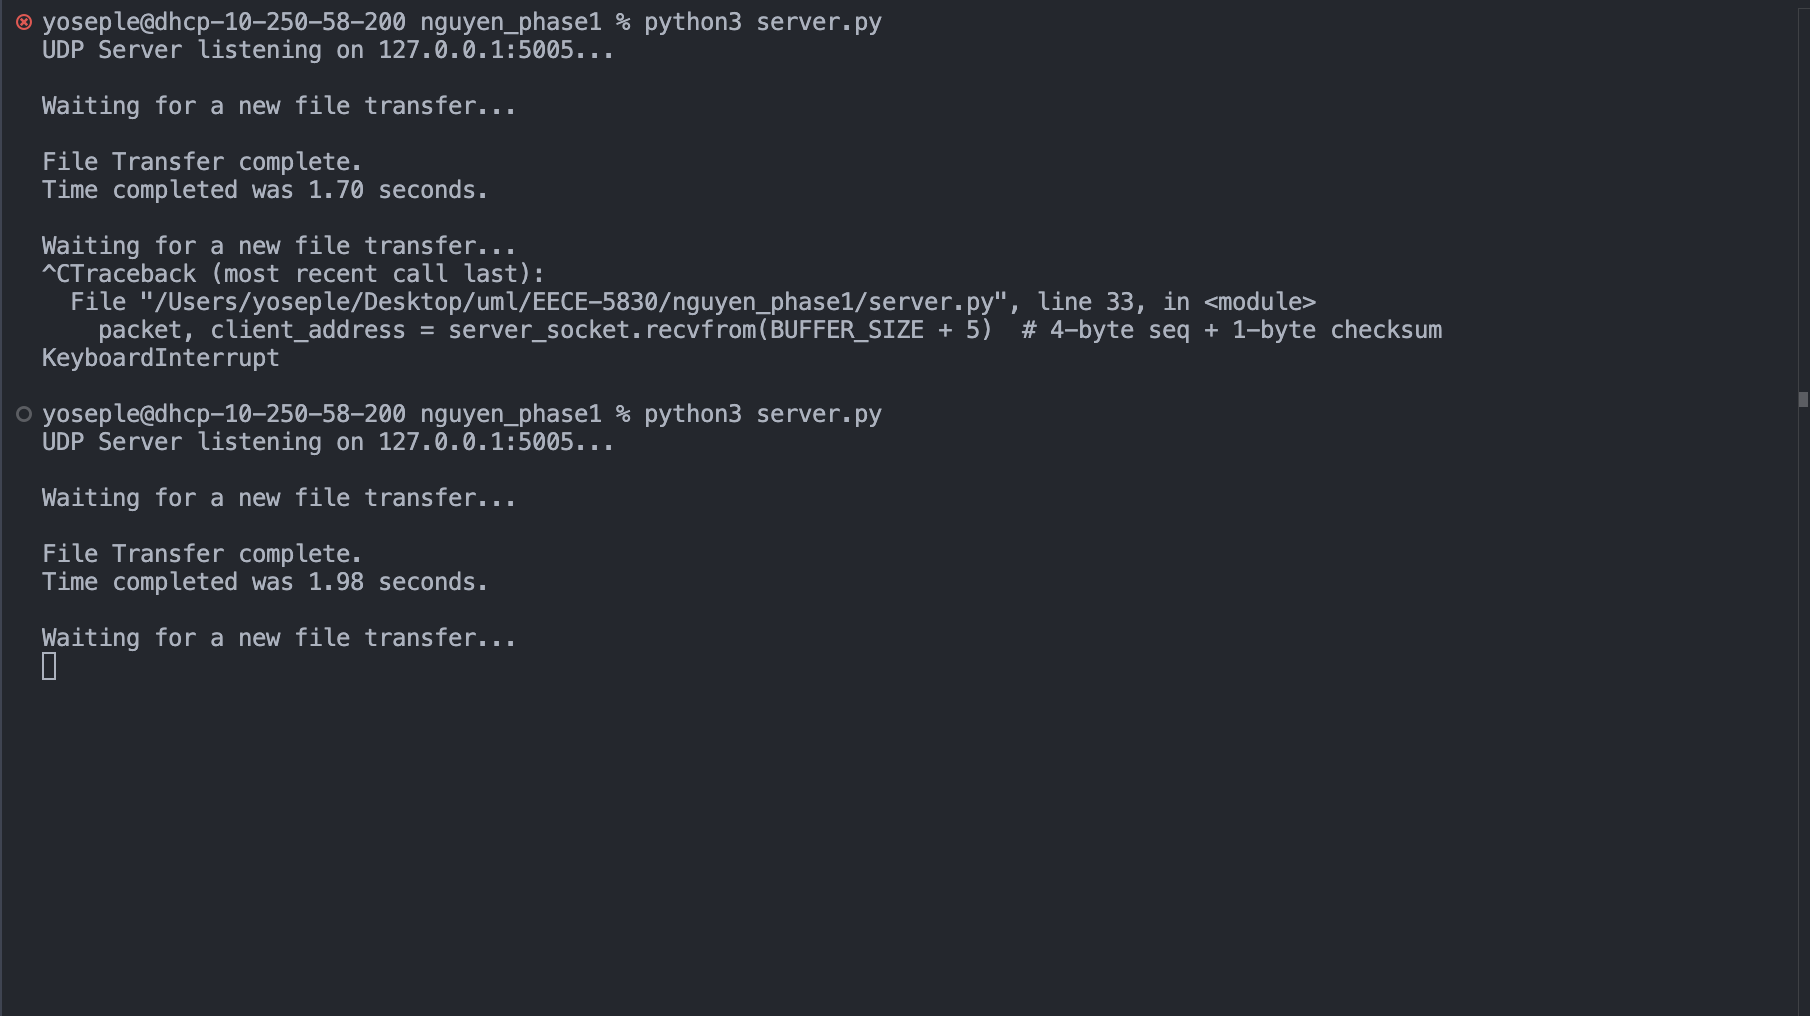 yoseple@dhcp-10-250-58-200 nguyen_phase1 % python3 server.py
UDP Server listening on 127.0.0.1:5005...
Waiting for a new file transfer...
File Transfer complete.
Time completed was 1.70 seconds.
Waiting for a new file transfer...
^CTraceback (most recent call last):
  File "/Users/yoseple/Desktop/uml/EECE-5830/nguyen_phase1/server.py", line 33, in <module>
    packet, client_address = server_socket.recvfrom(BUFFER_SIZE + 5)  # 4-byte seq + 1-byte checksum
KeyboardInterrupt
yoseple@dhcp-10-250-58-200 nguyen_phase1 % python3 server.py
UDP Server listening on 127.0.0.1:5005...
Waiting for a new file transfer...
File Transfer complete.
Time completed was 1.98 seconds.
Waiting for a new file transfer...